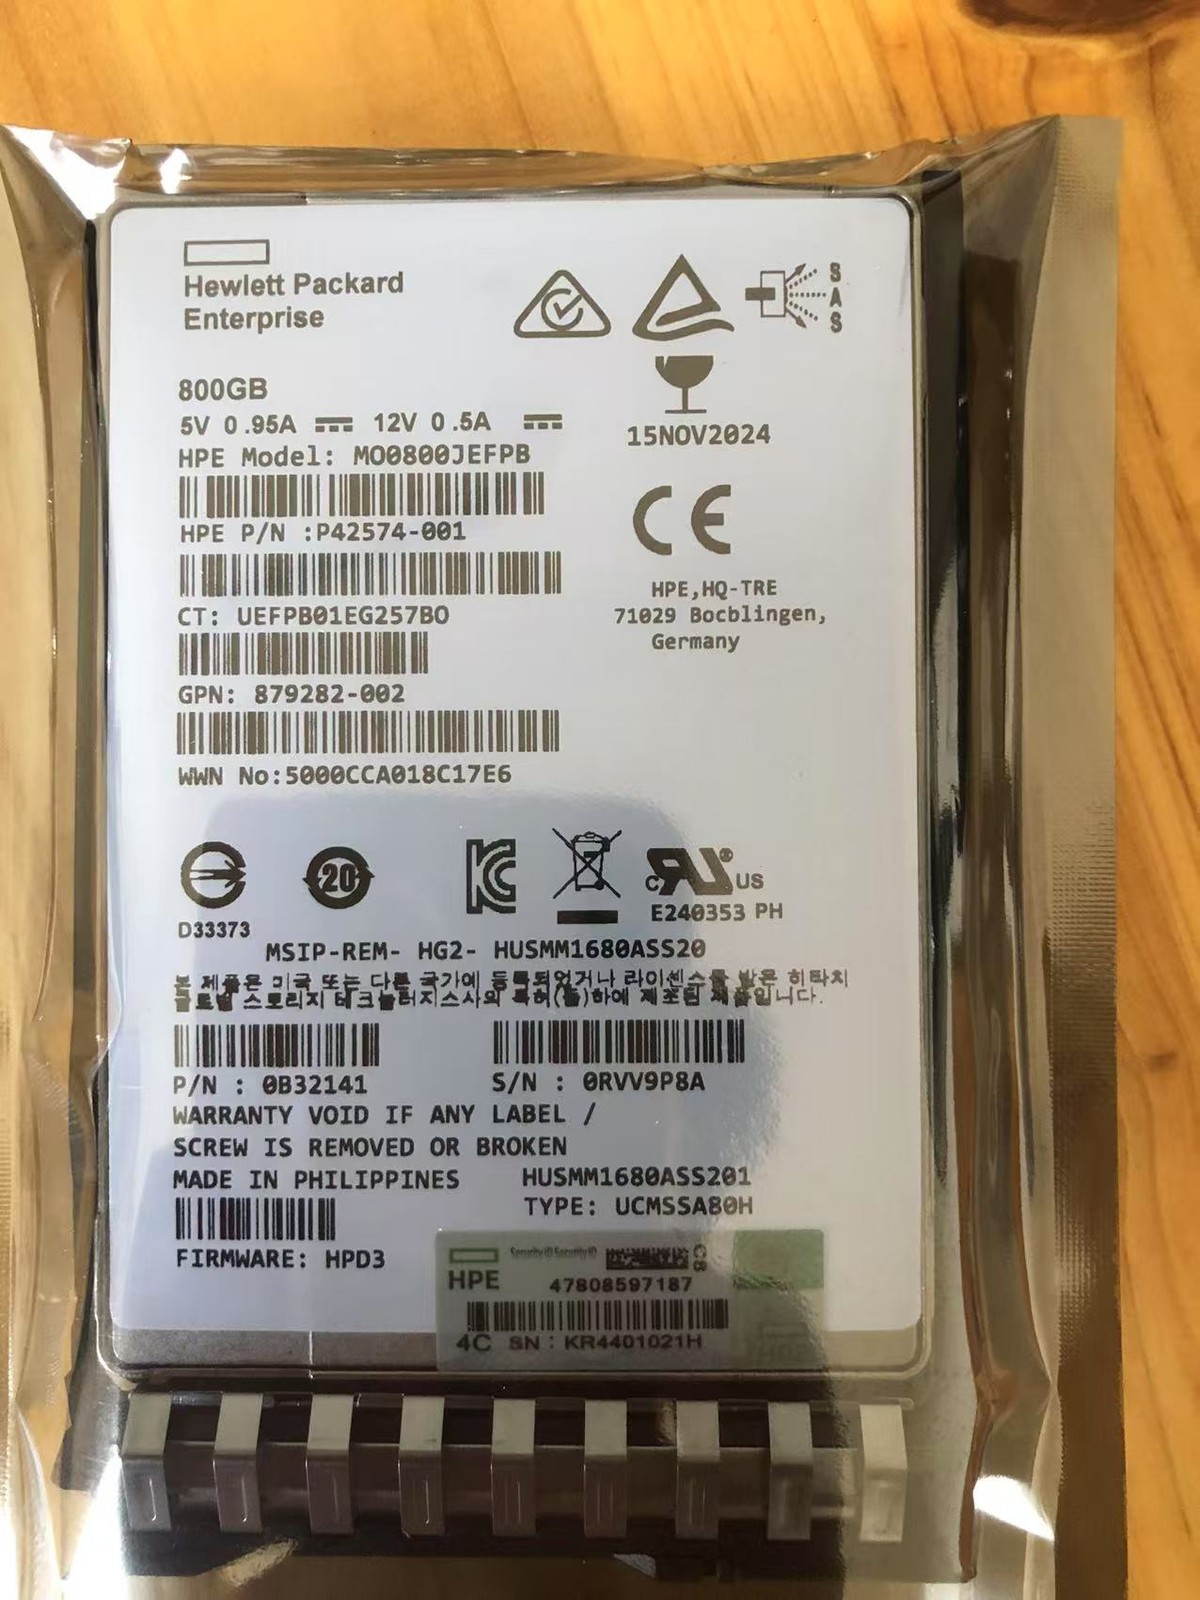 Hewlett Packard
Enterprise
S
A
S
800GB
5V 0.95A 12V 0.5A
15NOV2024
HPE Model: MO0800JEFPB
HPE P/N :P42574-001
CE
HPE,HQ-TRE
71029 Bocblingen,
Germany
CT: UEFPB01EG257BO
GPN: 879282-002
WWN No:5000CCA018C17E6
20
D33373
c US
E240353 PH
MSIP-REM- HG2- HUSMM1680ASS20
본 제품은 미국 또는 다른 국가에 등록되었거나 라이센스를 받은 히탁치
글로벌 스토리지 테크놀러지스사의 특허(들)하에 제조된 제품입니다.
P/N : 0B32141
S/N : 0RVV9P8A
WARRANTY VOID IF ANY LABEL /
SCREW IS REMOVED OR BROKEN
MADE IN PHILIPPINES
HUSMM1680ASS201
TYPE: UCMSSA80H
FIRMWARE: HPD3
Security ID Security ID
HPE
47808597187
4C SN : KR4401021H